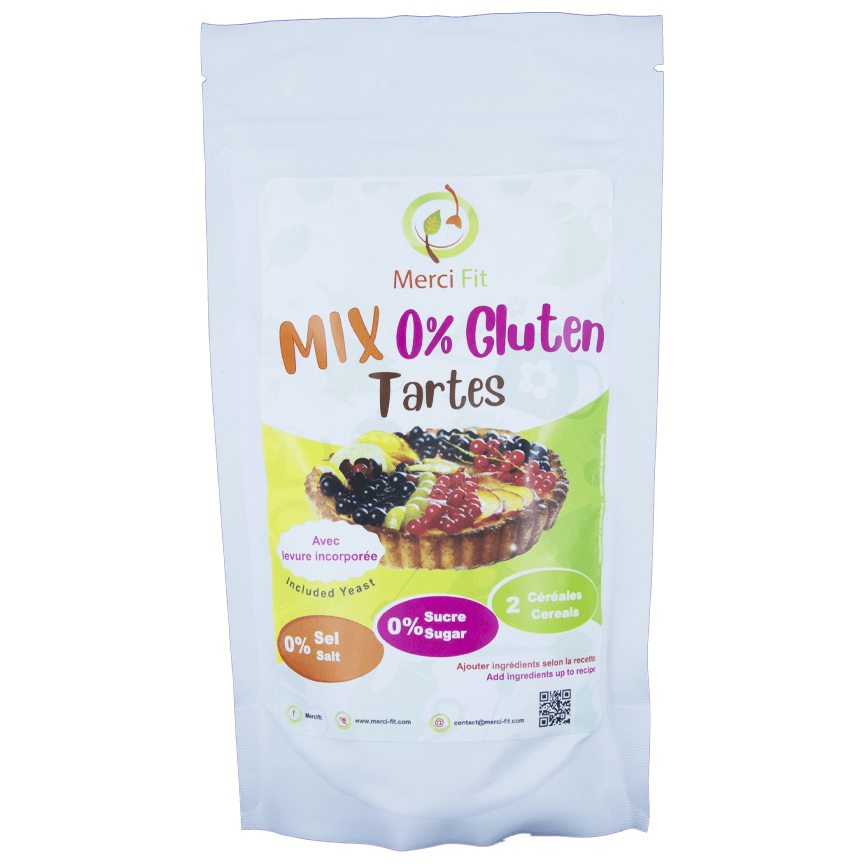 Merci Fit
MIX 0% Gluten
Tartes
Avec
levure incorporée
Included Yeast
0% Sel
Salt
0% Sucre
Sugar
2 Céréales
Cereals
Ajouter ingrédients selon la recette
Add ingredients up to recipe
Mercifit
www.merci-fit.com
contact@merci-fit.com